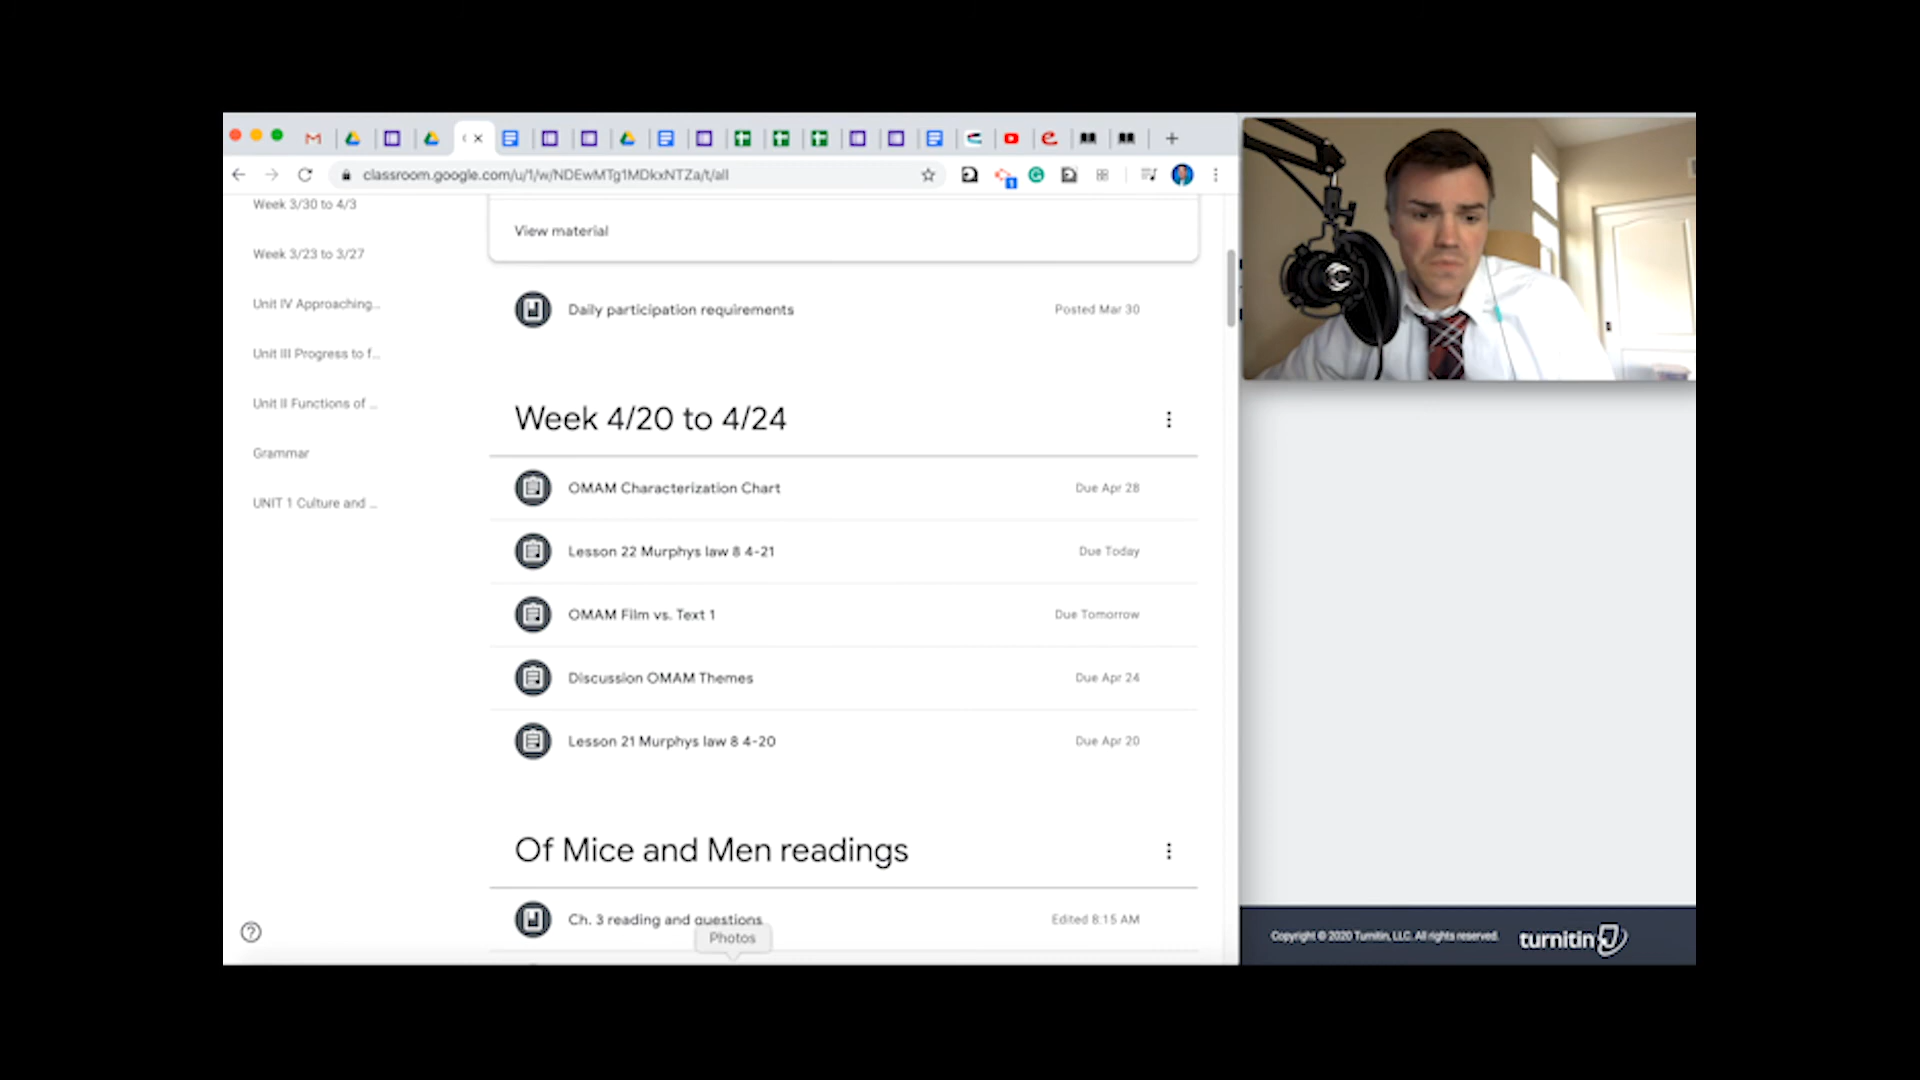 classroom.google.com/u/1/w/NDEwMTg1MDkxNTZa/t/all
Week 3/30 to 4/3
Week 3/23 to 3/27
Unit IV Approaching...
Unit III Progress to f...
Unit II Functions of ...
Grammar
UNIT 1 Culture and ...
View material
Daily participation requirements Posted Mar 30
Week 4/20 to 4/24
OMAM Characterization Chart Due Apr 28
Lesson 22 Murphys law 8 4-21 Due Today
OMAM Film vs. Text 1 Due Tomorrow
Discussion OMAM Themes Due Apr 24
Lesson 21 Murphys law 8 4-20 Due Apr 20
Of Mice and Men readings
Ch. 3 reading and questions Edited 8:15 AM
Photos
Copyright © 2020 Turnitin, LLC. All rights reserved.
turnitin